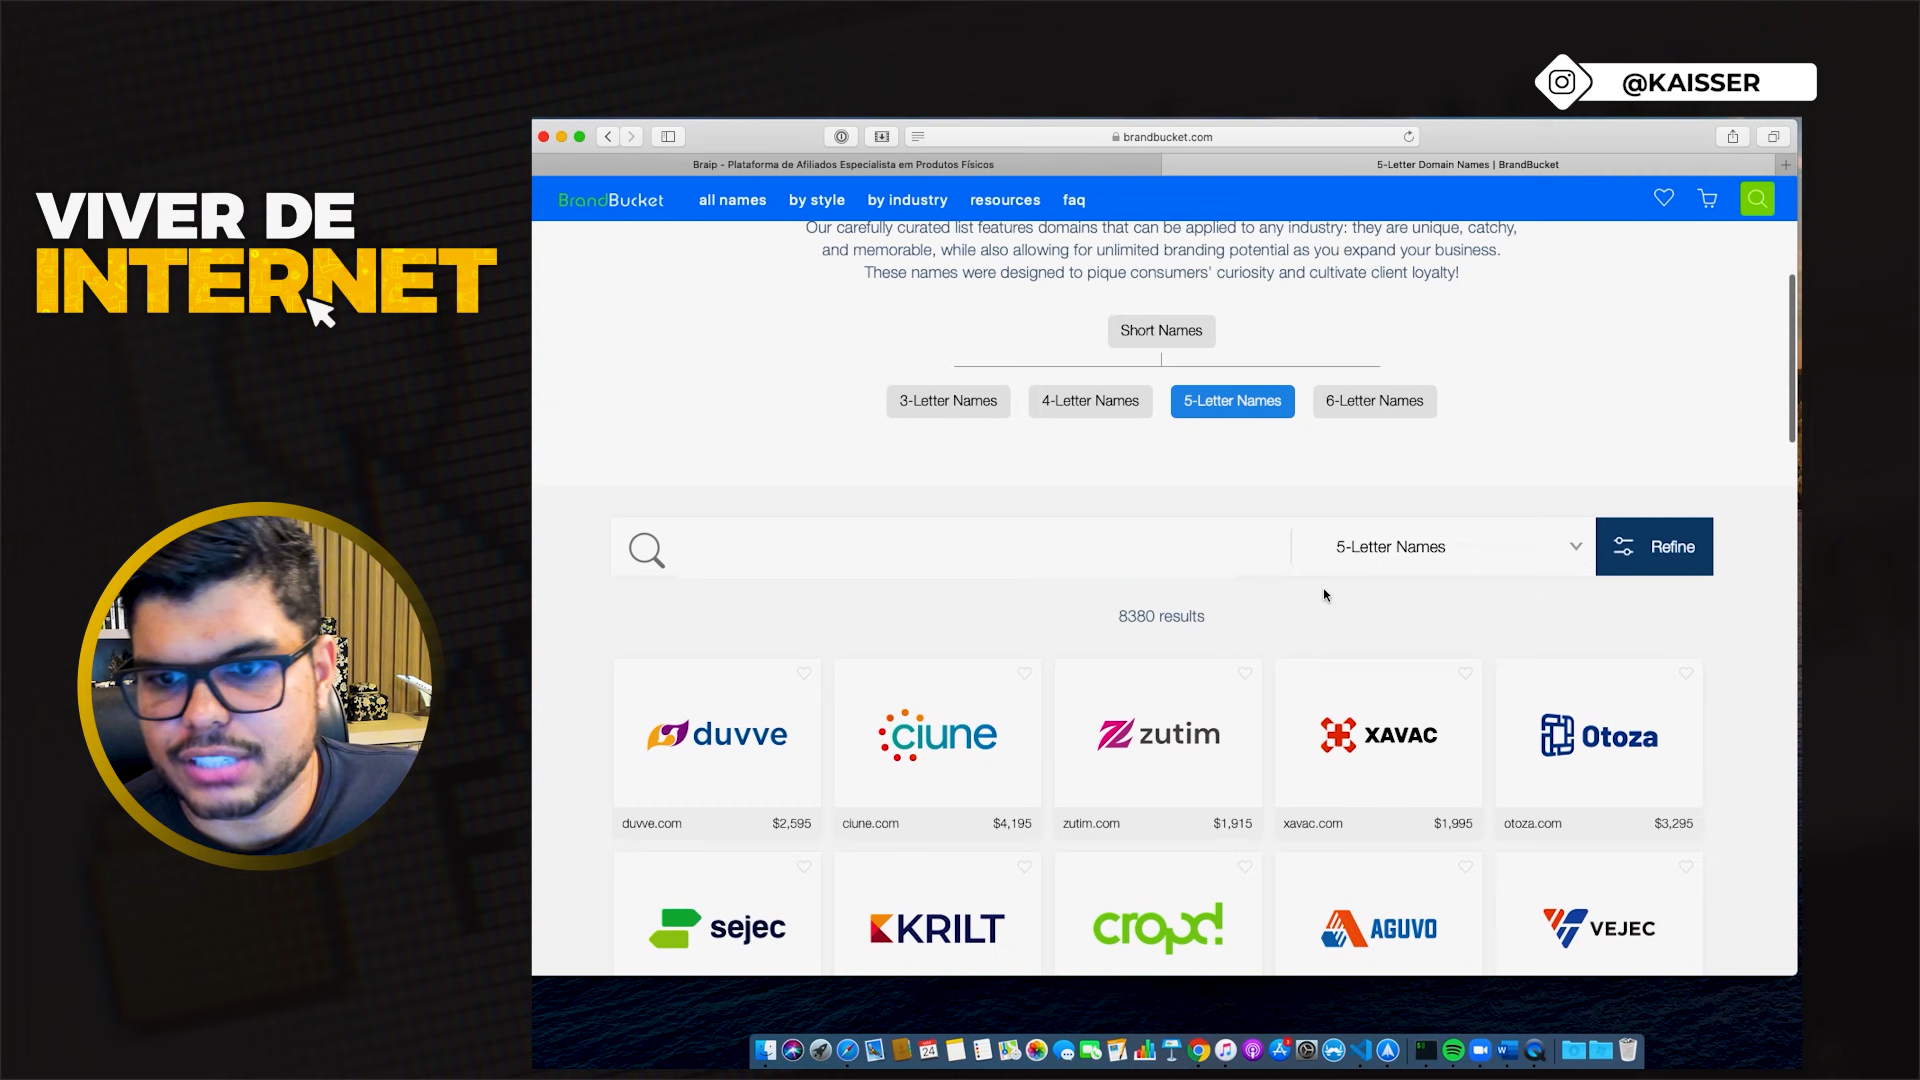 @KAISSER
VIVER DE
INTERNET
brandbucket.com
Braip - Plataforma de Afiliados Especialista em Produtos Físicos
5-Letter Domain Names | BrandBucket
BrandBucket
all names
by style
by industry
resources
faq
Our carefully curated list features domains that can be applied to any industry: they are unique, catchy,
and memorable, while also allowing for unlimited branding potential as you expand your business.
These names were designed to pique consumers' curiosity and cultivate client loyalty!
Short Names
3-Letter Names
4-Letter Names
5-Letter Names
6-Letter Names
5-Letter Names
Refine
8380 results
duvve
ciune
zutim
XAVAC
Otoza
duvve.com $2,595
ciune.com $4,195
zutim.com $1,915
xavac.com $1,995
otoza.com $3,295
sejec
KRILT
cropd!
AGUVO
VEJEC
24